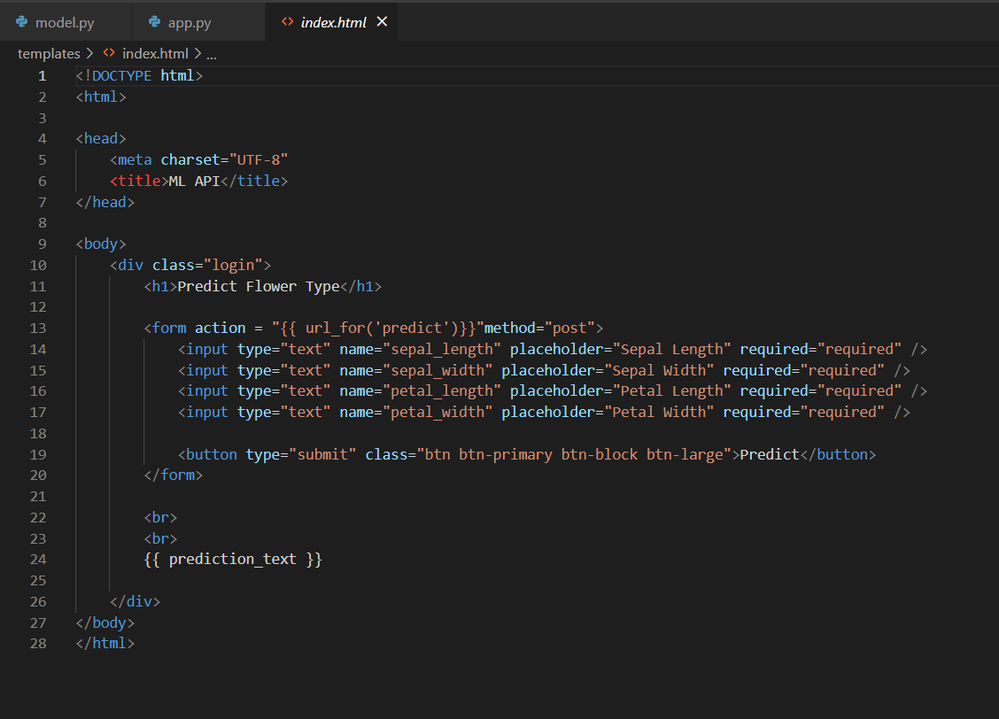 model.py app.py index.html
templates > index.html > ...
1 <!DOCTYPE html>
2 <html>
3
4 <head>
5 <meta charset="UTF-8"
6 <title>ML API</title>
7 </head>
8
9 <body>
10 <div class="login">
11 <h1>Predict Flower Type</h1>
12
13 <form action = "{{ url_for('predict')}}"method="post">
14 <input type="text" name="sepal_length" placeholder="Sepal Length" required="required" />
15 <input type="text" name="sepal_width" placeholder="Sepal Width" required="required" />
16 <input type="text" name="petal_length" placeholder="Petal Length" required="required" />
17 <input type="text" name="petal_width" placeholder="Petal Width" required="required" />
18
19 <button type="submit" class="btn btn-primary btn-block btn-large">Predict</button>
20 </form>
21
22 <br>
23 <br>
24 {{ prediction_text }}
25
26 </div>
27 </body>
28 </html>